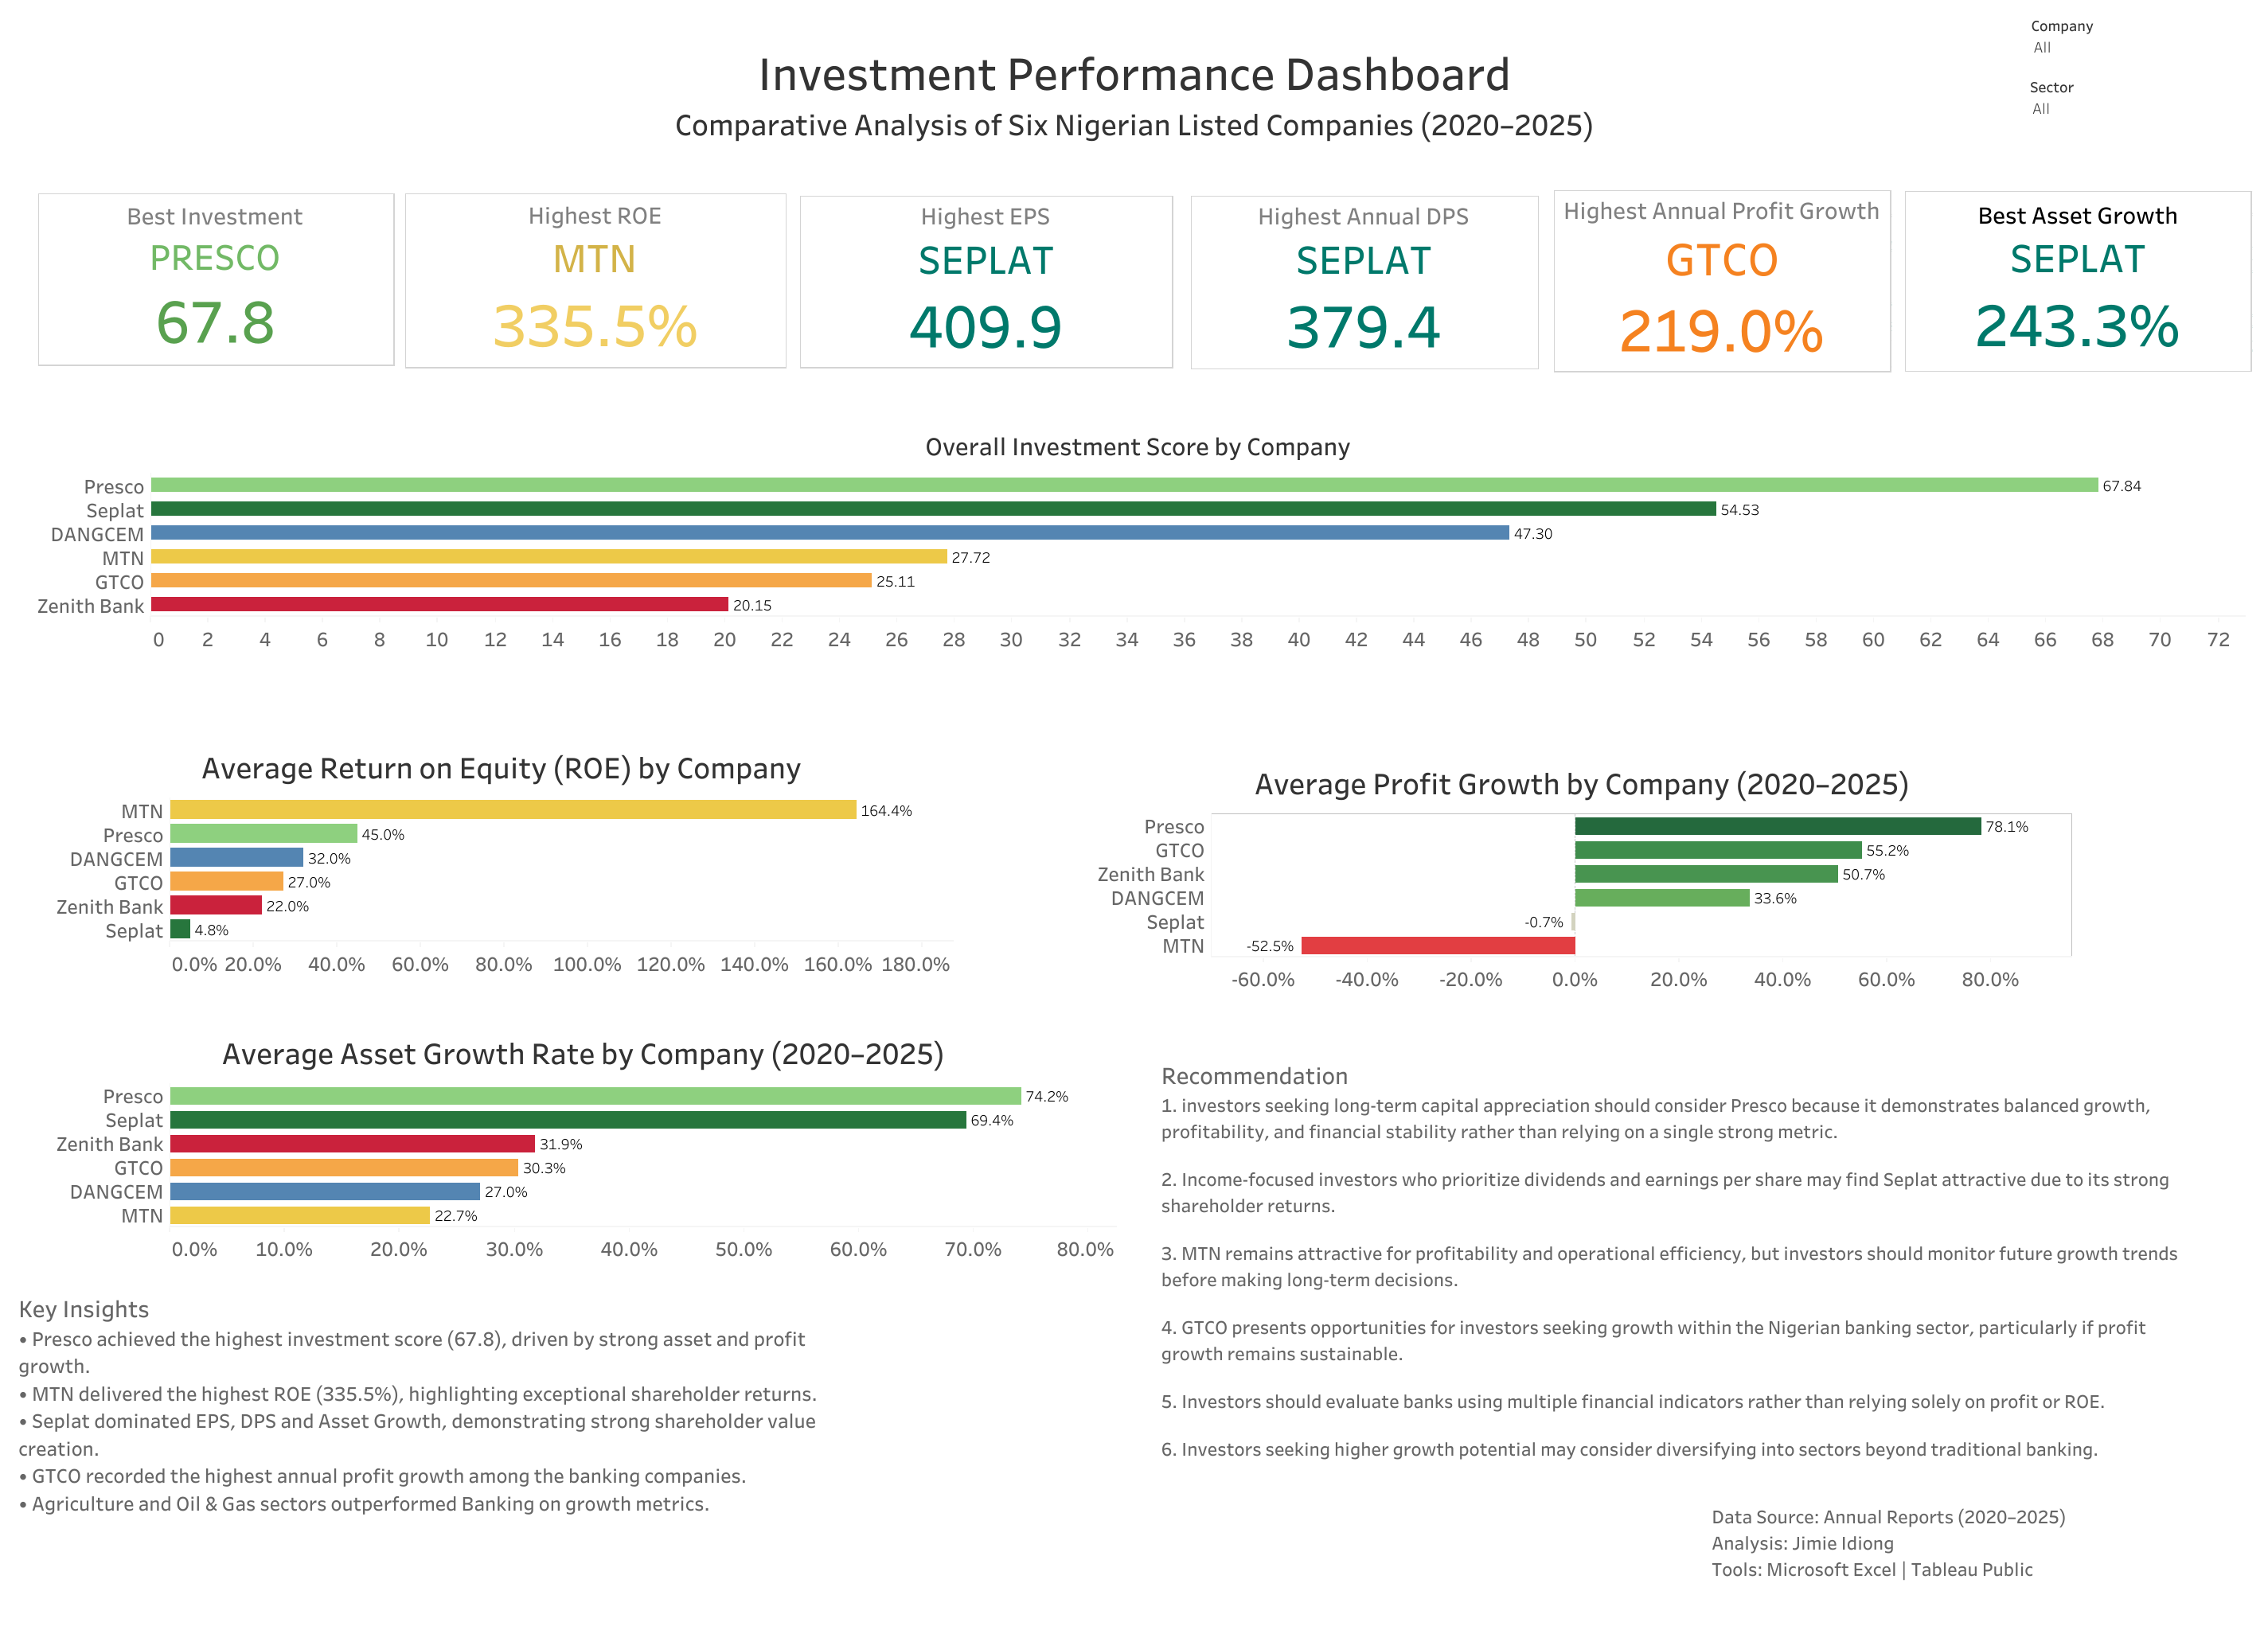 Company
All
Sector
All
Investment Performance Dashboard
Comparative Analysis of Six Nigerian Listed Companies (2020–2025)
Best Investment
PRESCO
67.8
Highest ROE
MTN
335.5%
Highest EPS
SEPLAT
409.9
Highest Annual DPS
SEPLAT
379.4
Highest Annual Profit Growth
GTCO
219.0%
Best Asset Growth
SEPLAT
243.3%
Overall Investment Score by Company
Presco 67.84
Seplat 54.53
DANGCEM 47.30
MTN 27.72
GTCO 25.11
Zenith Bank 20.15
0 2 4 6 8 10 12 14 16 18 20 22 24 26 28 30 32 34 36 38 40 42 44 46 48 50 52 54 56 58 60 62 64 66 68 70 72
Average Return on Equity (ROE) by Company
MTN 164.4%
Presco 45.0%
DANGCEM 32.0%
GTCO 27.0%
Zenith Bank 22.0%
Seplat 4.8%
0.0% 20.0% 40.0% 60.0% 80.0% 100.0% 120.0% 140.0% 160.0% 180.0%
Average Profit Growth by Company (2020–2025)
Presco 78.1%
GTCO 55.2%
Zenith Bank 50.7%
DANGCEM 33.6%
Seplat -0.7%
MTN -52.5%
-60.0% -40.0% -20.0% 0.0% 20.0% 40.0% 60.0% 80.0%
Average Asset Growth Rate by Company (2020–2025)
Presco 74.2%
Seplat 69.4%
Zenith Bank 31.9%
GTCO 30.3%
DANGCEM 27.0%
MTN 22.7%
0.0% 10.0% 20.0% 30.0% 40.0% 50.0% 60.0% 70.0% 80.0%
Key Insights
• Presco achieved the highest investment score (67.8), driven by strong asset and profit
growth.
• MTN delivered the highest ROE (335.5%), highlighting exceptional shareholder returns.
• Seplat dominated EPS, DPS and Asset Growth, demonstrating strong shareholder value
creation.
• GTCO recorded the highest annual profit growth among the banking companies.
• Agriculture and Oil & Gas sectors outperformed Banking on growth metrics.
Recommendation
1. investors seeking long-term capital appreciation should consider Presco because it demonstrates balanced growth,
profitability, and financial stability rather than relying on a single strong metric.
2. Income-focused investors who prioritize dividends and earnings per share may find Seplat attractive due to its strong
shareholder returns.
3. MTN remains attractive for profitability and operational efficiency, but investors should monitor future growth trends
before making long-term decisions.
4. GTCO presents opportunities for investors seeking growth within the Nigerian banking sector, particularly if profit
growth remains sustainable.
5. Investors should evaluate banks using multiple financial indicators rather than relying solely on profit or ROE.
6. Investors seeking higher growth potential may consider diversifying into sectors beyond traditional banking.
Data Source: Annual Reports (2020–2025)
Analysis: Jimie Idiong
Tools: Microsoft Excel | Tableau Public